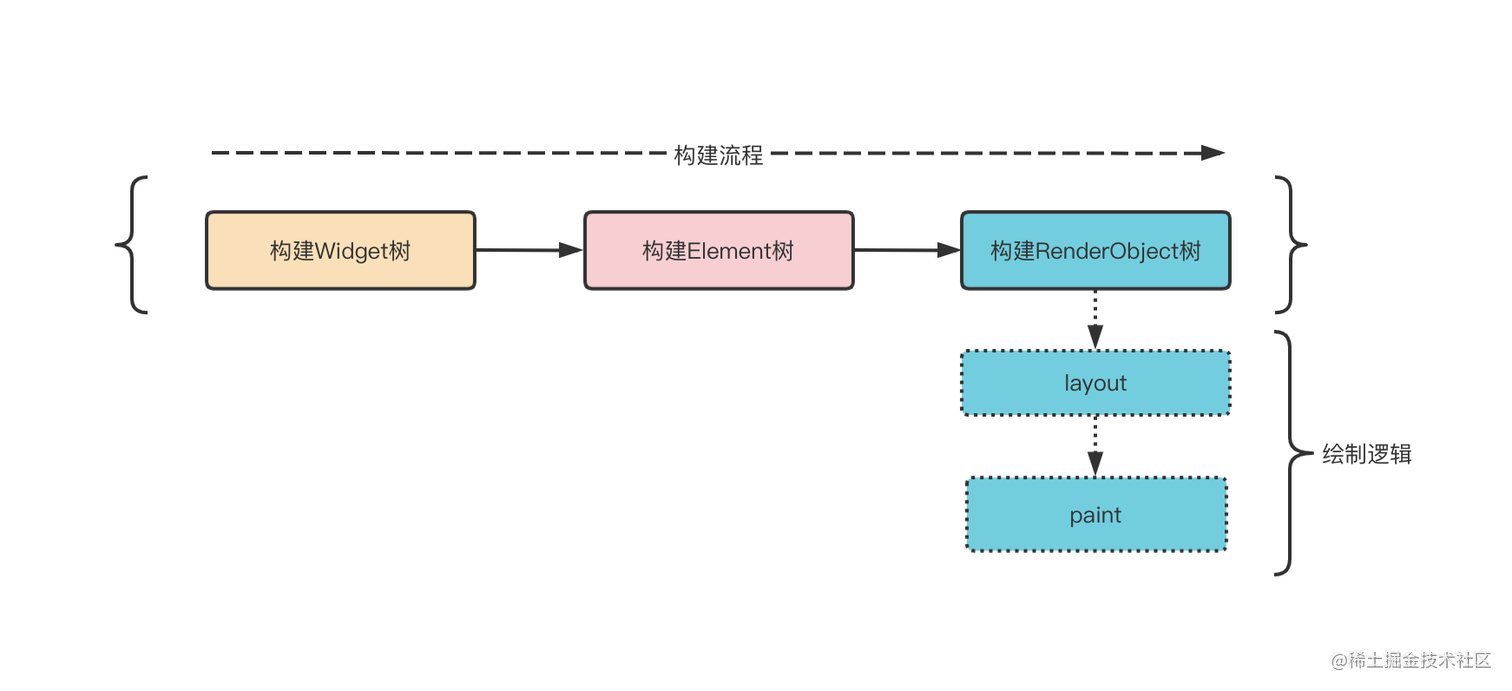 构建流程
构建Widget树
构建Element树
构建RenderObject树
layout
绘制逻辑
paint
@稀土掘金技术社区